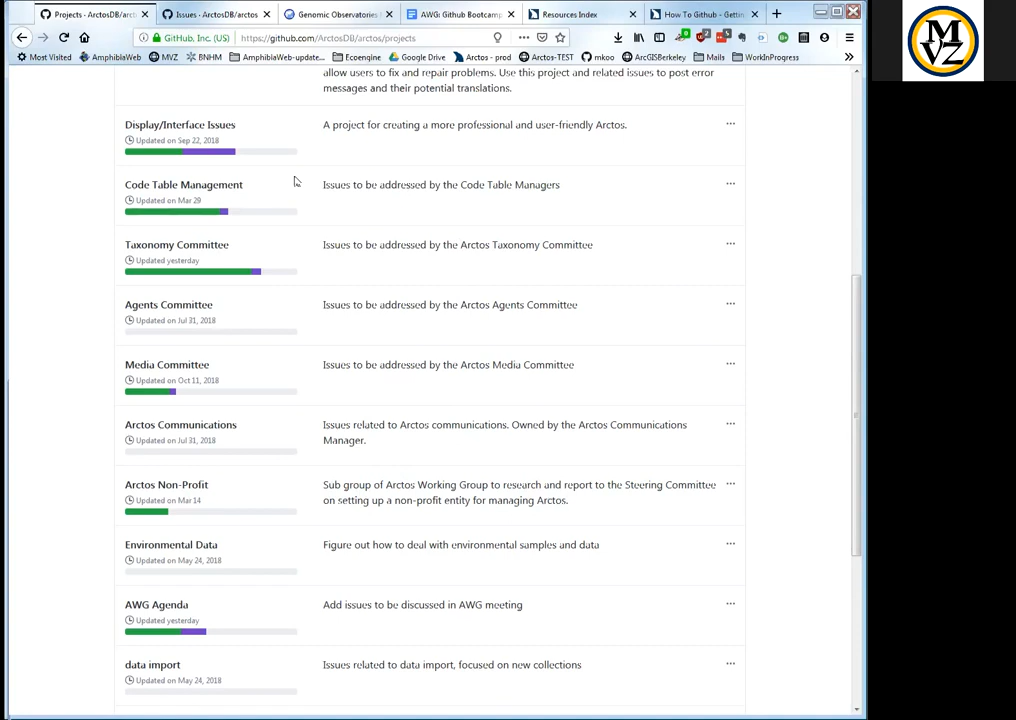 Projects - ArctosDB/arct
Issues - ArctosDB/arctos
Genomic Observatories
AWG: Github Bootcamp
Resources Index
How To Github - Gettin
GitHub, Inc. (US)
https://github.com/ArctosDB/arctos/projects
Most Visited
AmphibiaWeb
MVZ
BNHM
AmphibiaWeb-update...
Ecoengine
Google Drive
Arctos - prod
Arctos-TEST
mkoo
ArcGISBerkeley
Mails
WorkInProgress
allow users to fix and repair problems. Use this project and related issues to post error
messages and their potential translations.
Display/Interface Issues
A project for creating a more professional and user-friendly Arctos.
Updated on Sep 22, 2018
Code Table Management
Issues to be addressed by the Code Table Managers
Updated on Mar 29
Taxonomy Committee
Issues to be addressed by the Arctos Taxonomy Committee
Updated yesterday
Agents Committee
Issues to be addressed by the Arctos Agents Committee
Updated on Jul 31, 2018
Media Committee
Issues to be addressed by the Arctos Media Committee
Updated on Oct 11, 2018
Arctos Communications
Issues related to Arctos communications. Owned by the Arctos Communications
Manager.
Updated on Jul 31, 2018
Arctos Non-Profit
Sub group of Arctos Working Group to research and report to the Steering Committee
on setting up a non-profit entity for managing Arctos.
Updated on Mar 14
Environmental Data
Figure out how to deal with environmental samples and data
Updated on May 24, 2018
AWG Agenda
Add issues to be discussed in AWG meeting
Updated yesterday
data import
Issues related to data import, focused on new collections
Updated on May 24, 2018
MVZ